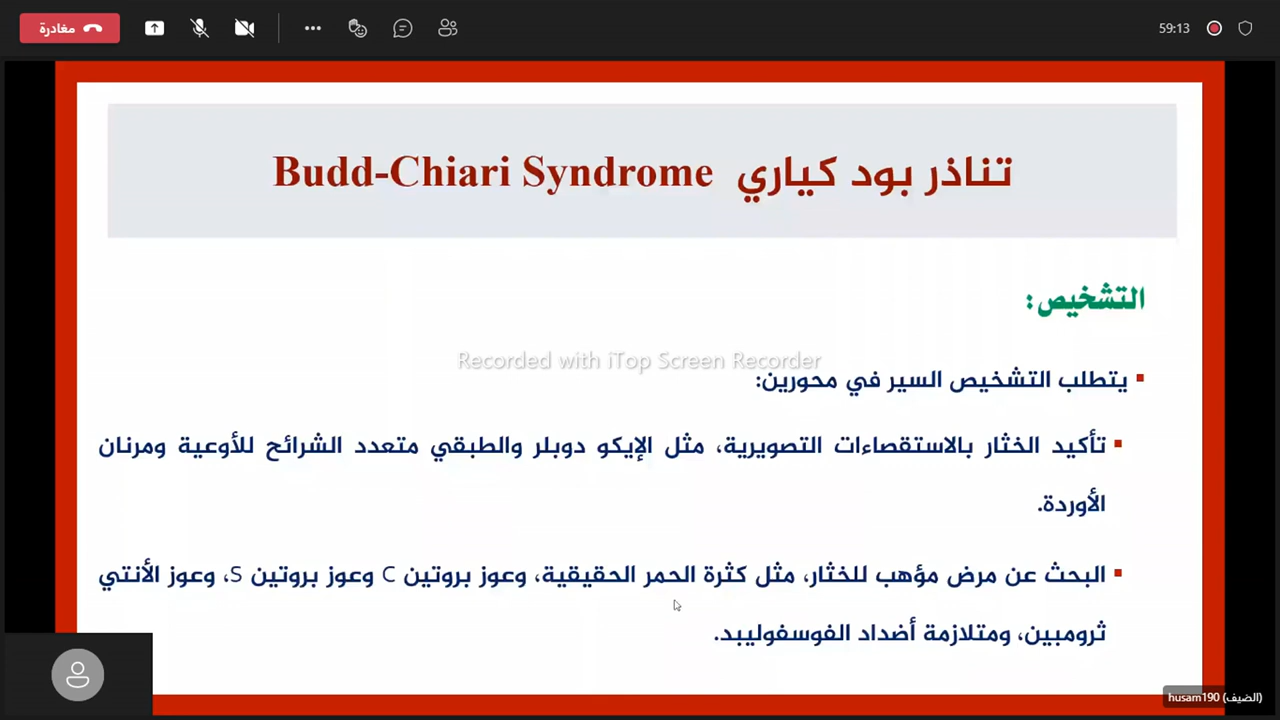 مغادرة
59:13
تناذر بود كياري Budd-Chiari Syndrome
التشخيص:
Recorded with iTop Screen Recorder
يتطلب التشخيص السير في محورين:
تأكيد الخثار بالاستقصاءات التصويرية، مثل الإيكو دوبلر والطبقي متعدد الشرائح للأوعية ومرنان
الأوردة.
البحث عن مرض مؤهب للخثار، مثل كثرة الحمر الحقيقية، وعوز بروتين C وعوز بروتين S، وعوز الأنتي
ثرومبين، ومتلازمة أضداد الفوسفوليبد.
husam190 (الضيف)